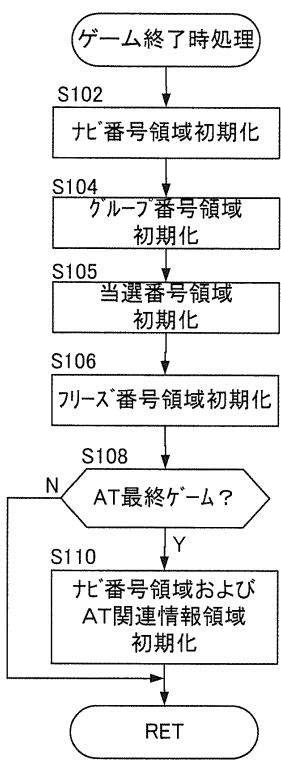 ゲーム終了時処理
S102
ﾅﾋﾞ番号領域初期化
S104
ｸﾞﾙｰﾌﾟ番号領域
初期化
S105
当選番号領域
初期化
S106
ﾌﾘｰｽﾞ番号領域初期化
S108
N
AT最終ｹﾞｰﾑ？
Y
S110
ﾅﾋﾞ番号領域および
AT関連情報領域
初期化
RET